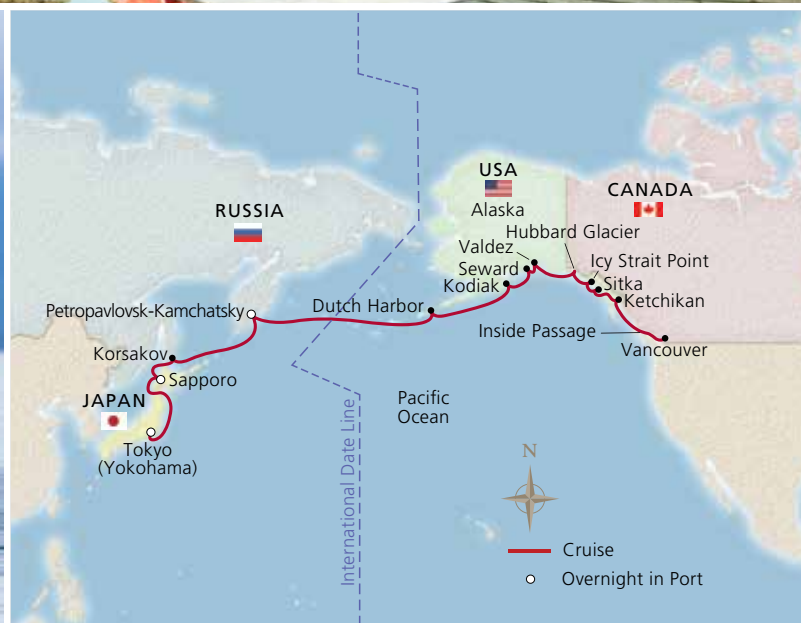 RUSSIA
USA
Alaska
CANADA
Hubbard Glacier
Valdez
Icy Strait Point
Seward
Sitka
Kodiak
Ketchikan
Dutch Harbor
Petropavlovsk-Kamchatsky
Inside Passage
Vancouver
Korsakov
Sapporo
JAPAN
Pacific
Ocean
Tokyo
(Yokohama)
International Date Line
N
Cruise
Overnight in Port